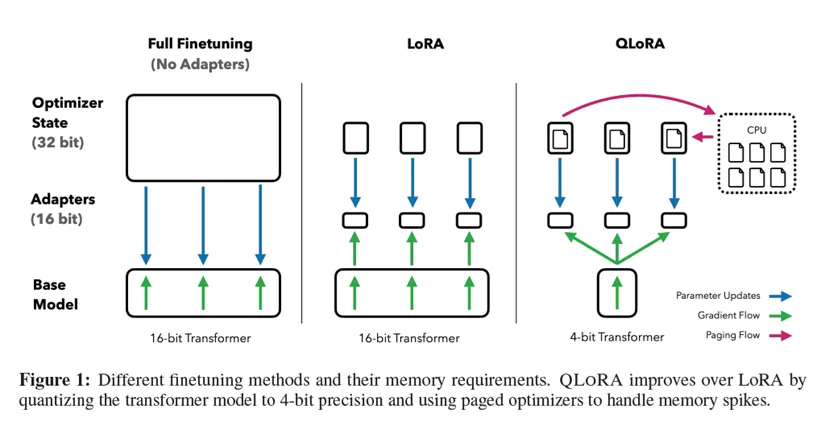 Full Finetuning
(No Adapters)
LoRA
QLoRA
Optimizer
State
(32 bit)
CPU
Adapters
(16 bit)
Base
Model
Parameter Updates
Gradient Flow
Paging Flow
16-bit Transformer
16-bit Transformer
4-bit Transformer
Figure 1: Different finetuning methods and their memory requirements. QLORA improves over LoRA by
quantizing the transformer model to 4-bit precision and using paged optimizers to handle memory spikes.